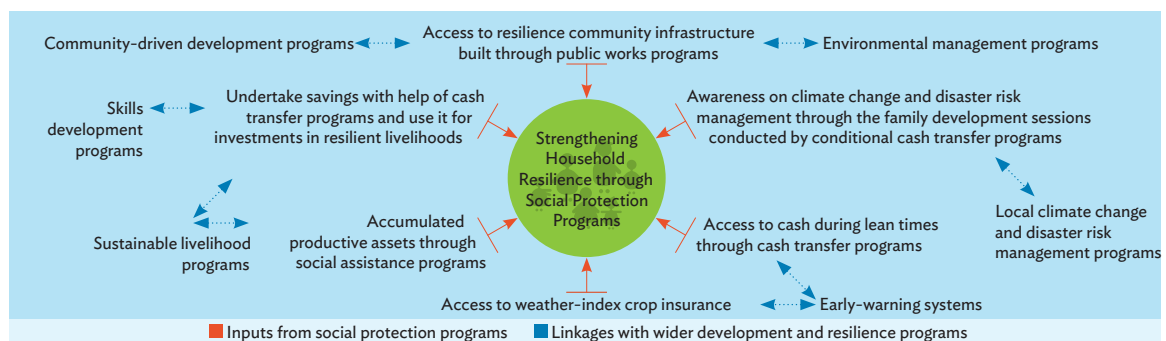 Community-driven development programs
Access to resilience community infrastructure
built through public works programs
Environmental management programs
Skills
development
programs
Undertake savings with help of cash
transfer programs and use it for
investments in resilient livelihoods
Strengthening
Household
Resilience through
Social Protection
Programs
Awareness on climate change and disaster risk
management through the family development sessions
conducted by conditional cash transfer programs
Sustainable livelihood
programs
Accumulated
productive assets through
social assistance programs
Access to cash during lean times
through cash transfer programs
Local climate change
and disaster risk
management programs
Access to weather-index crop insurance
Early-warning systems
Inputs from social protection programs
Linkages with wider development and resilience programs